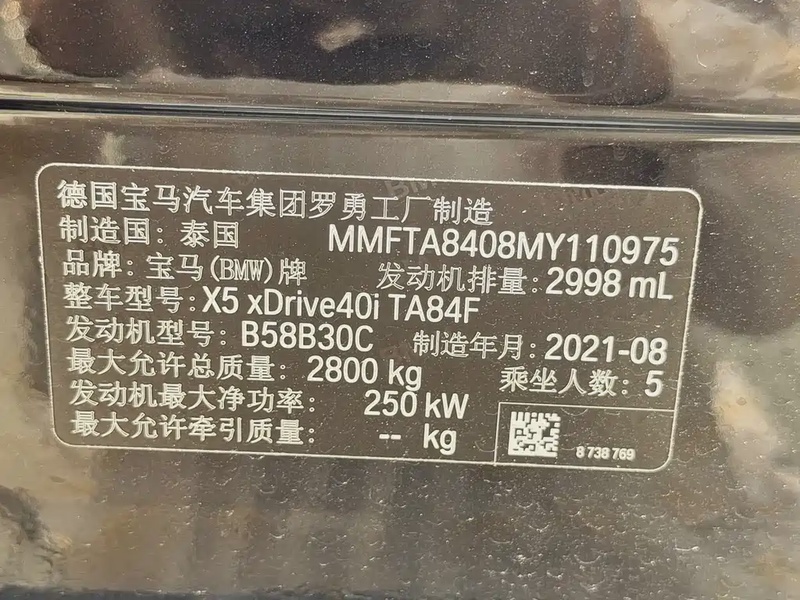 德国宝马汽车集团罗勇工厂制造
制造国: 泰国 MMFTA8408MY110975
品牌: 宝马(BMW)牌 发动机排量: 2998 mL
整车型号: X5 xDrive40i TA84F
发动机型号: B58B30C 制造年月: 2021-08
最大允许总质量: 2800 kg 乘坐人数: 5
发动机最大净功率: 250 kW
最大允许牵引质量: -- kg
8 738 769